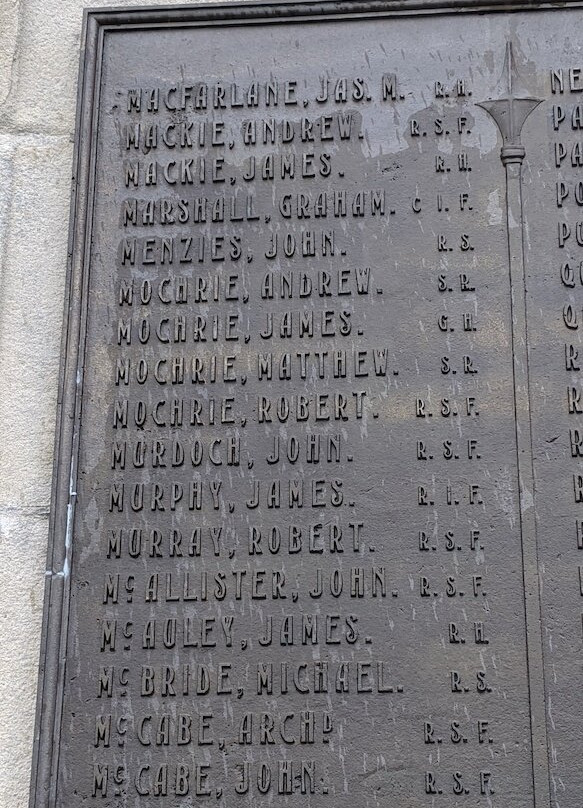 MACFARLANE, JAS. M. R.H.
MACKIE, ANDREW. R.S.F.
MACKIE, JAMES. R.H.
MARSHALL, GRAHAM. C I.F.
MENZIES, JOHN. R.S.
MOCHRIE, ANDREW. S.R.
MOCHRIE, JAMES. G.H.
MOCHRIE, MATTHEW. S.R.
MOCHRIE, ROBERT. R.S.F.
MURDOCH, JOHN. R.S.F.
MURPHY, JAMES. R.I.F.
MURRAY, ROBERT. R.S.F.
McALLISTER, JOHN. R.S.F.
McAULEY, JAMES. R.H.
McBRIDE, MICHAEL. R.S.
McCABE, ARCHD R.S.F.
McCABE, JOHN. R.S.F.